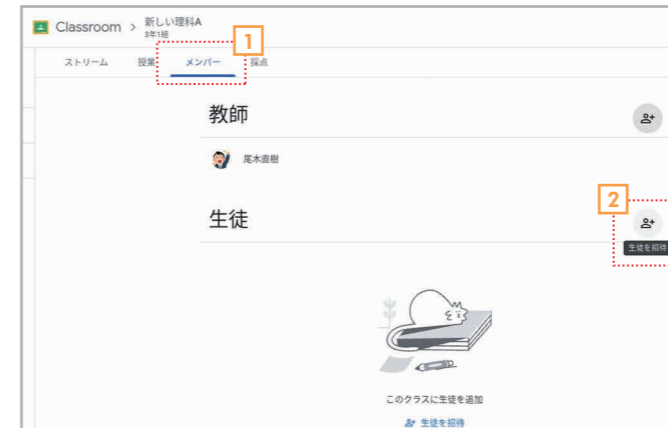 Classroom > 新しい理科A
3年1組
1
ストリーム 授業 メンバー 採点
教師
尾木直樹
生徒
2
生徒を招待
このクラスに生徒を追加
生徒を招待